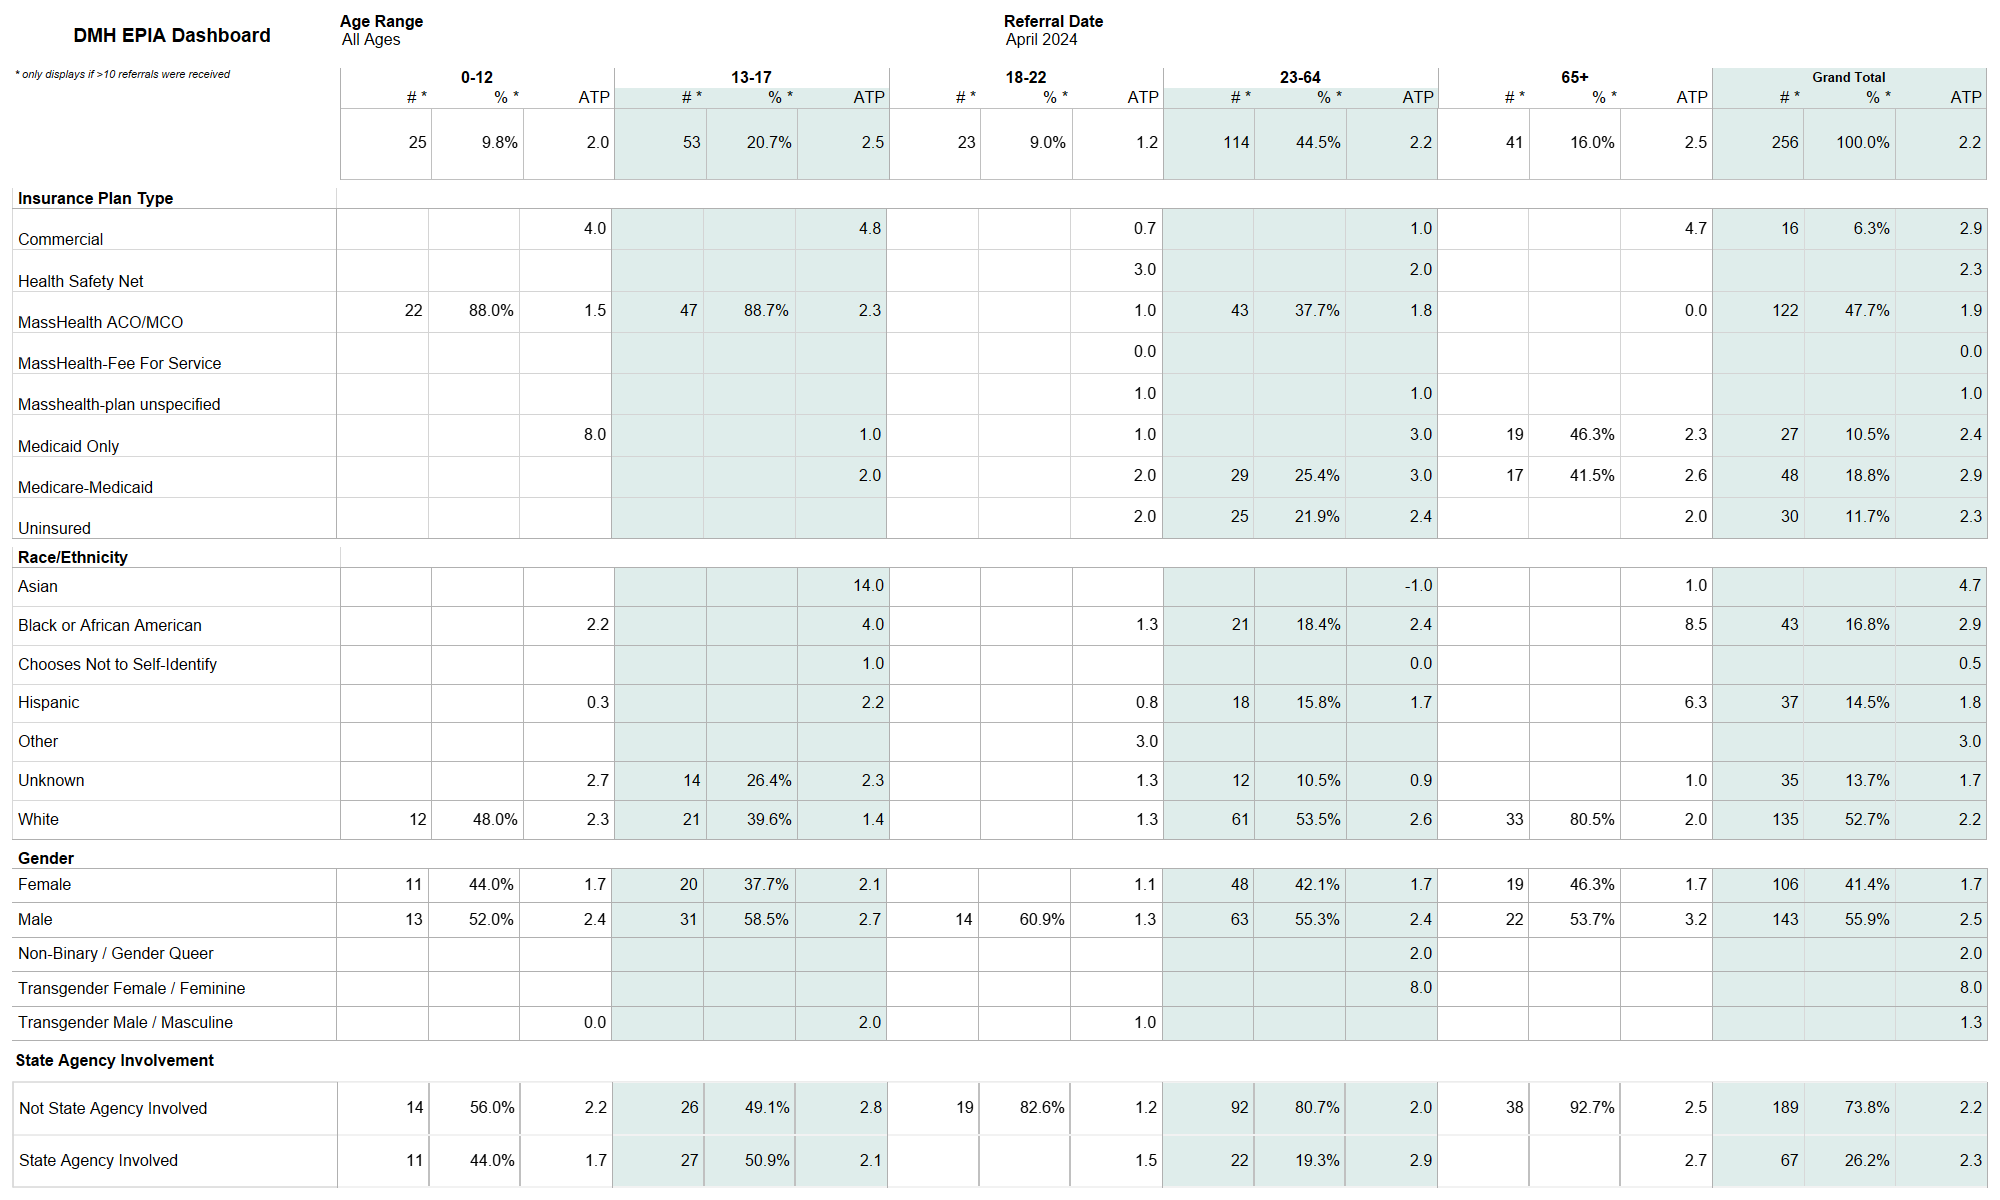 DMH EPIA Dashboard
Age Range
All Ages
Referral Date
April 2024
* only displays if >10 referrals were received
0-12 13-17 18-22 23-64 65+ Grand Total
# * % * ATP # * % * ATP # * % * ATP # * % * ATP # * % * ATP # * % * ATP
25 9.8% 2.0 53 20.7% 2.5 23 9.0% 1.2 114 44.5% 2.2 41 16.0% 2.5 256 100.0% 2.2
Insurance Plan Type
Commercial 4.0 4.8 0.7 1.0 4.7 16 6.3% 2.9
Health Safety Net 3.0 2.0 2.3
MassHealth ACO/MCO 22 88.0% 1.5 47 88.7% 2.3 1.0 43 37.7% 1.8 0.0 122 47.7% 1.9
MassHealth-Fee For Service 0.0 0.0
Masshealth-plan unspecified 1.0 1.0 1.0
Medicaid Only 8.0 1.0 1.0 3.0 19 46.3% 2.3 27 10.5% 2.4
Medicare-Medicaid 2.0 2.0 29 25.4% 3.0 17 41.5% 2.6 48 18.8% 2.9
Uninsured 2.0 25 21.9% 2.4 2.0 30 11.7% 2.3
Race/Ethnicity
Asian 14.0 -1.0 1.0 4.7
Black or African American 2.2 4.0 1.3 21 18.4% 2.4 8.5 43 16.8% 2.9
Chooses Not to Self-Identify 1.0 0.0 0.5
Hispanic 0.3 2.2 0.8 18 15.8% 1.7 6.3 37 14.5% 1.8
Other 3.0 3.0
Unknown 2.7 14 26.4% 2.3 1.3 12 10.5% 0.9 1.0 35 13.7% 1.7
White 12 48.0% 2.3 21 39.6% 1.4 1.3 61 53.5% 2.6 33 80.5% 2.0 135 52.7% 2.2
Gender
Female 11 44.0% 1.7 20 37.7% 2.1 1.1 48 42.1% 1.7 19 46.3% 1.7 106 41.4% 1.7
Male 13 52.0% 2.4 31 58.5% 2.7 14 60.9% 1.3 63 55.3% 2.4 22 53.7% 3.2 143 55.9% 2.5
Non-Binary / Gender Queer 2.0 2.0
Transgender Female / Feminine 8.0 8.0
Transgender Male / Masculine 0.0 2.0 1.0 1.3
State Agency Involvement
Not State Agency Involved 14 56.0% 2.2 26 49.1% 2.8 19 82.6% 1.2 92 80.7% 2.0 38 92.7% 2.5 189 73.8% 2.2
State Agency Involved 11 44.0% 1.7 27 50.9% 2.1 1.5 22 19.3% 2.9 2.7 67 26.2% 2.3